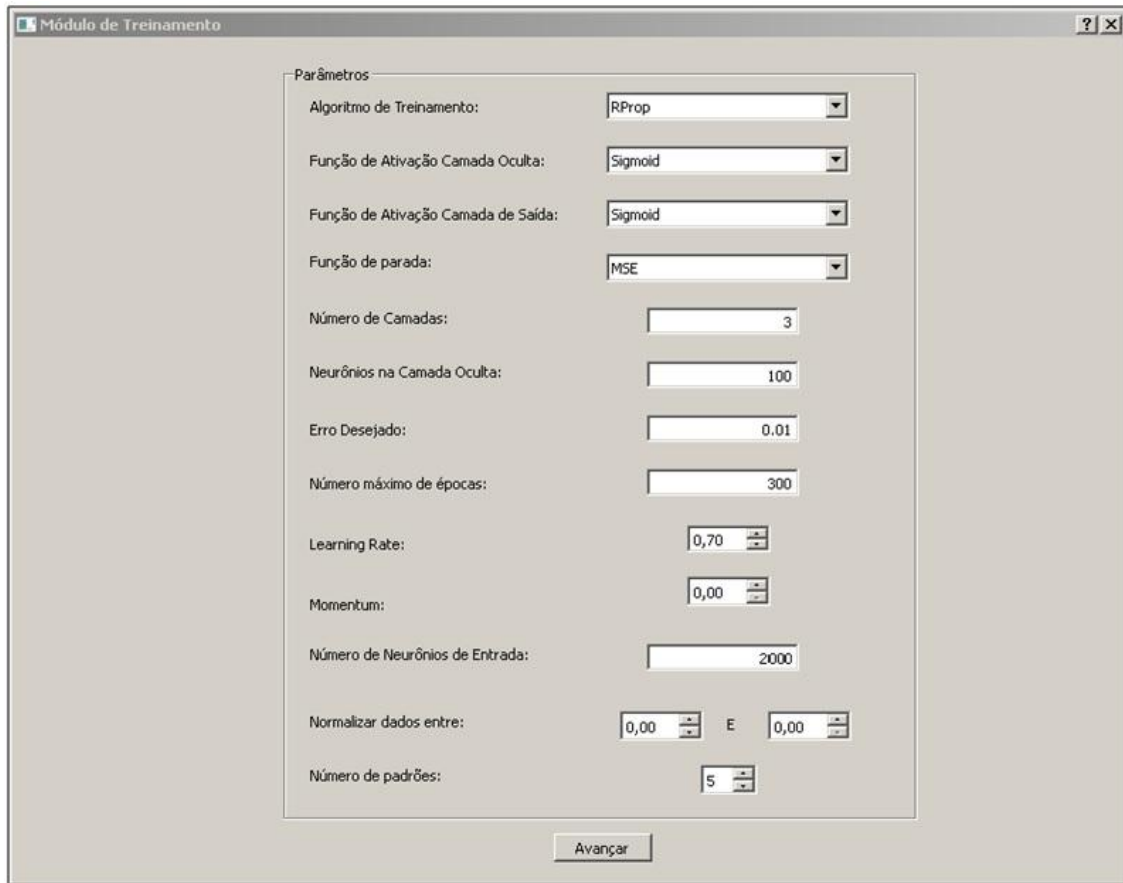 Módulo de Treinamento
Parâmetros
Algoritmo de Treinamento: RProp
Função de Ativação Camada Oculta: Sigmoid
Função de Ativação Camada de Saída: Sigmoid
Função de parada: MSE
Número de Camadas: 3
Neurônios na Camada Oculta: 100
Erro Desejado: 0.01
Número máximo de épocas: 300
Learning Rate: 0,70
Momentum: 0,00
Número de Neurônios de Entrada: 2000
Normalizar dados entre: 0,00 E 0,00
Número de padrões: 5
Avançar